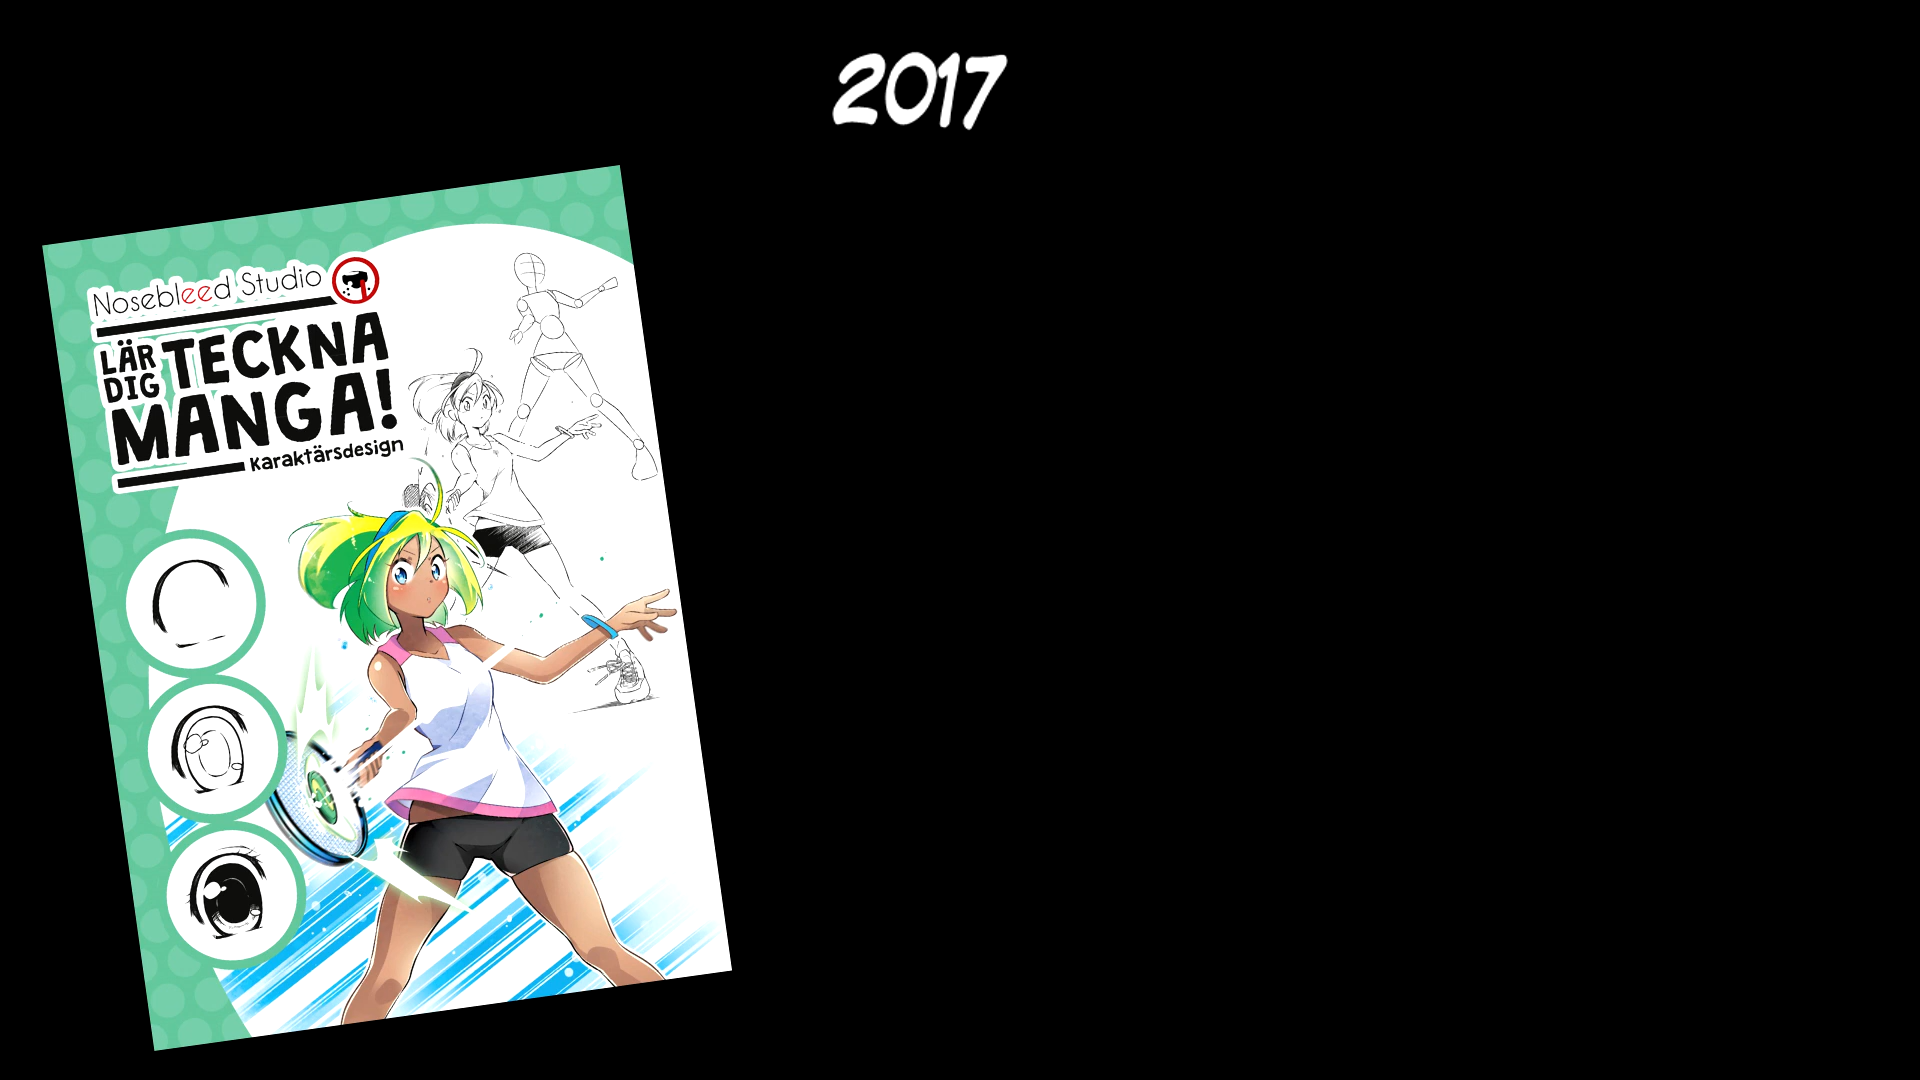 2017
Nosebleed Studio
LÄR DIG TECKNA
MANGA!
Karaktärsdesign